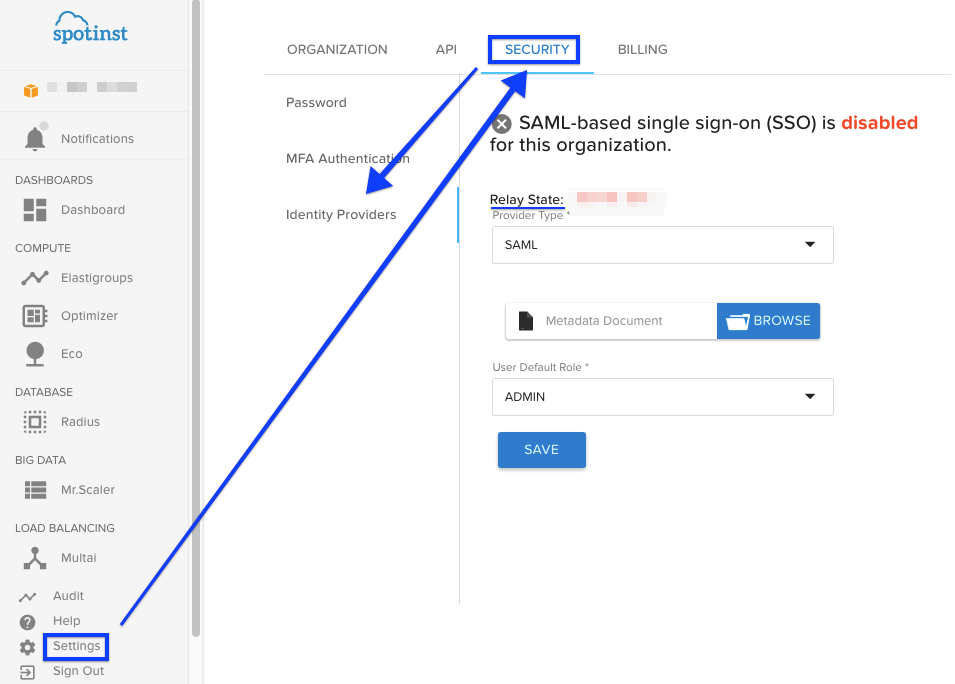 spotinst
Notifications
DASHBOARDS
Dashboard
COMPUTE
Elastigroups
Optimizer
Eco
DATABASE
Radius
BIG DATA
Mr.Scaler
LOAD BALANCING
Multai
Audit
Help
Settings
Sign Out
ORGANIZATION API SECURITY BILLING
Password
MFA Authentication
Identity Providers
SAML-based single sign-on (SSO) is disabled
for this organization.
Relay State:
Provider Type *
SAML
Metadata Document BROWSE
User Default Role *
ADMIN
SAVE